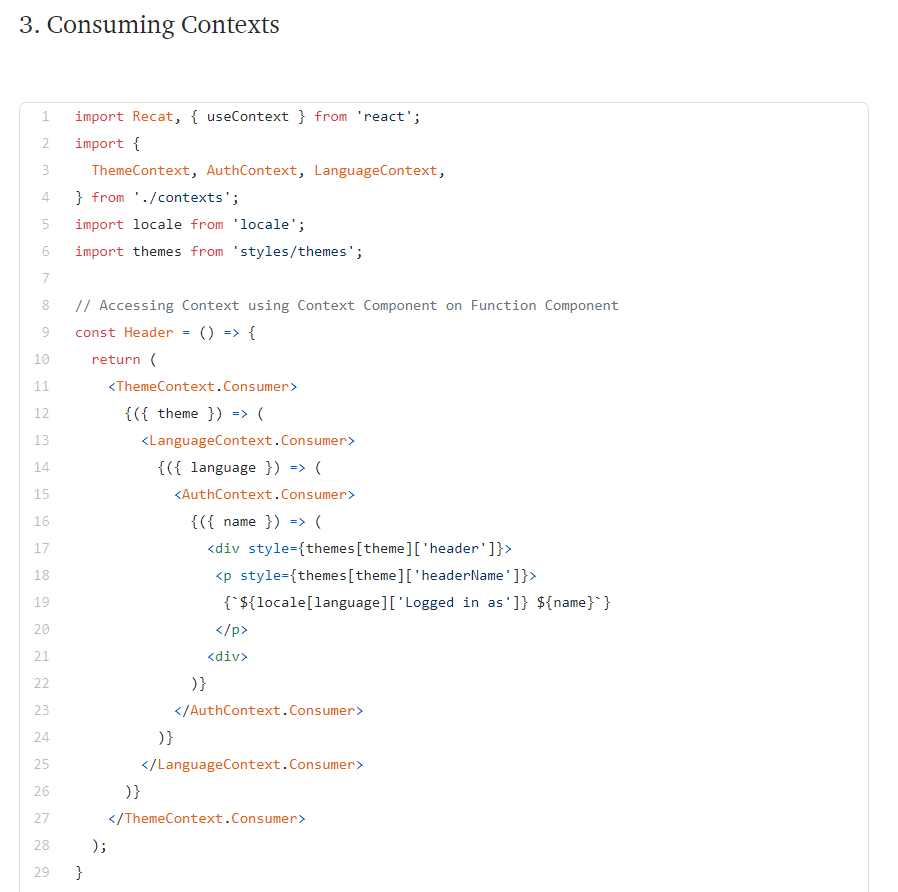 3. Consuming Contexts
1 import Recat, { useContext } from 'react';
2 import {
3   ThemeContext, AuthContext, LanguageContext,
4 } from './contexts';
5 import locale from 'locale';
6 import themes from 'styles/themes';
7
8 // Accessing Context using Context Component on Function Component
9 const Header = () => {
10   return (
11     <ThemeContext.Consumer>
12       {({ theme }) => (
13         <LanguageContext.Consumer>
14           {({ language }) => (
15             <AuthContext.Consumer>
16               {({ name }) => (
17                 <div style={themes[theme]['header']}>
18                  <p style={themes[theme]['headerName']}>
19                   {`${locale[language]['Logged in as']} ${name}`}
20                  </p>
21                 <div>
22               )}
23             </AuthContext.Consumer>
24           )}
25         </LanguageContext.Consumer>
26       )}
27     </ThemeContext.Consumer>
28   );
29 }